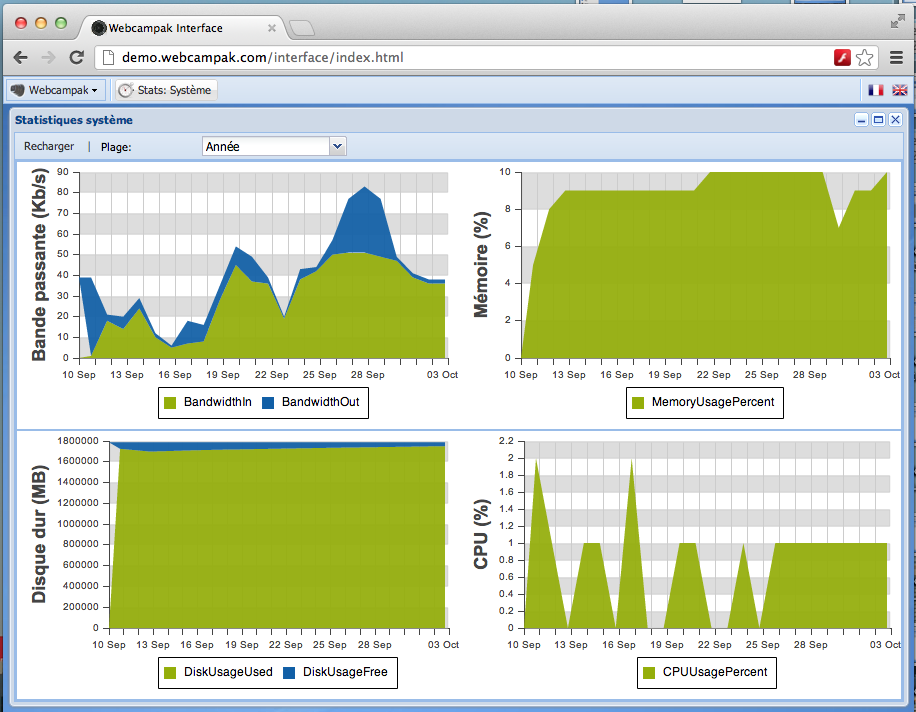 Webcampak Interface
demo.webcampak.com/interface/index.html
Webcampak Stats: Système
Statistiques système
Recharger | Plage: Année
Bande passante (Kb/s)
90
80
70
60
50
40
30
20
10
0
10 Sep 13 Sep 16 Sep 19 Sep 22 Sep 25 Sep 28 Sep 03 Oct
BandwidthIn BandwidthOut
Mémoire (%)
10
8
6
4
2
0
10 Sep 13 Sep 16 Sep 19 Sep 22 Sep 25 Sep 28 Sep 03 Oct
MemoryUsagePercent
Disque dur (MB)
1800000
1600000
1400000
1200000
1000000
800000
600000
400000
200000
0
10 Sep 13 Sep 16 Sep 19 Sep 22 Sep 25 Sep 28 Sep 03 Oct
DiskUsageUsed DiskUsageFree
CPU (%)
2.2
2
1.8
1.6
1.4
1.2
1
0.8
0.6
0.4
0.2
0
10 Sep 13 Sep 16 Sep 19 Sep 22 Sep 25 Sep 28 Sep 03 Oct
CPUUsagePercent